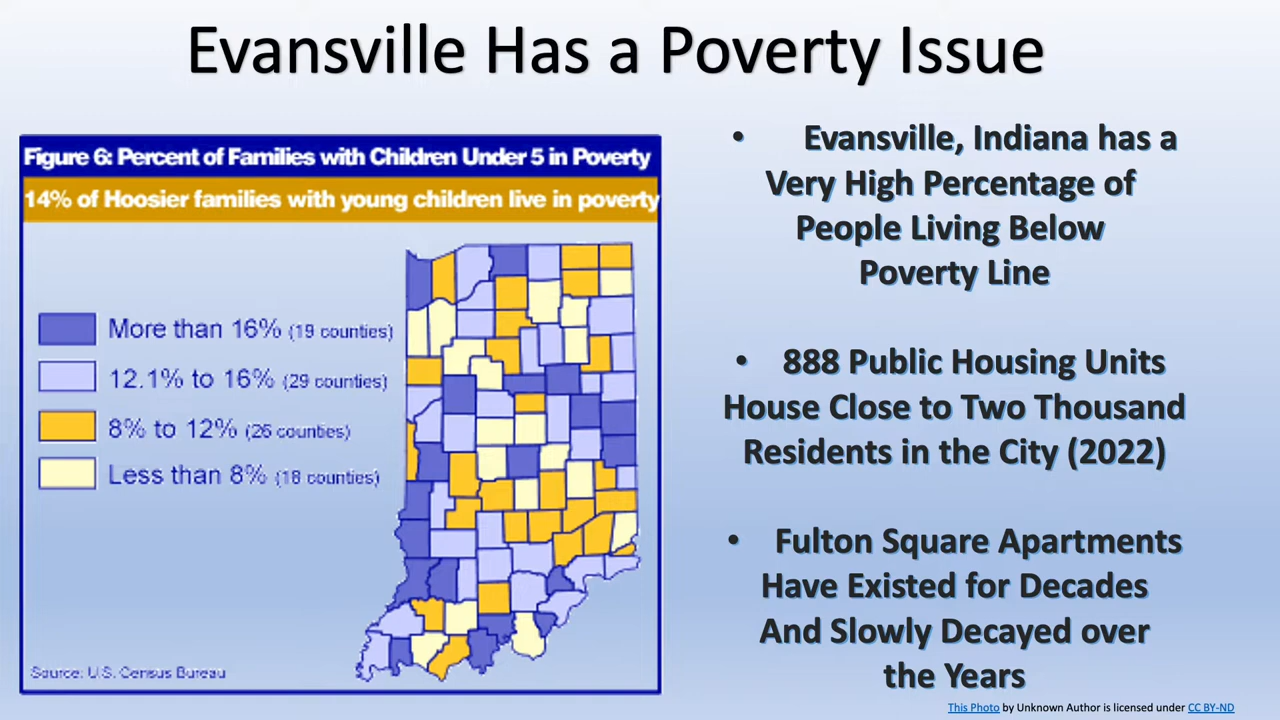 Evansville Has a Poverty Issue
Figure 6: Percent of Families with Children Under 5 in Poverty
14% of Hoosier families with young children live in poverty
More than 16% (19 counties)
12.1% to 16% (29 counties)
8% to 12% (26 counties)
Less than 8% (18 counties)
Source: U.S. Census Bureau
• Evansville, Indiana has a
Very High Percentage of
People Living Below
Poverty Line
• 888 Public Housing Units
House Close to Two Thousand
Residents in the City (2022)
• Fulton Square Apartments
Have Existed for Decades
And Slowly Decayed over
the Years
This Photo by Unknown Author is licensed under CC BY-ND